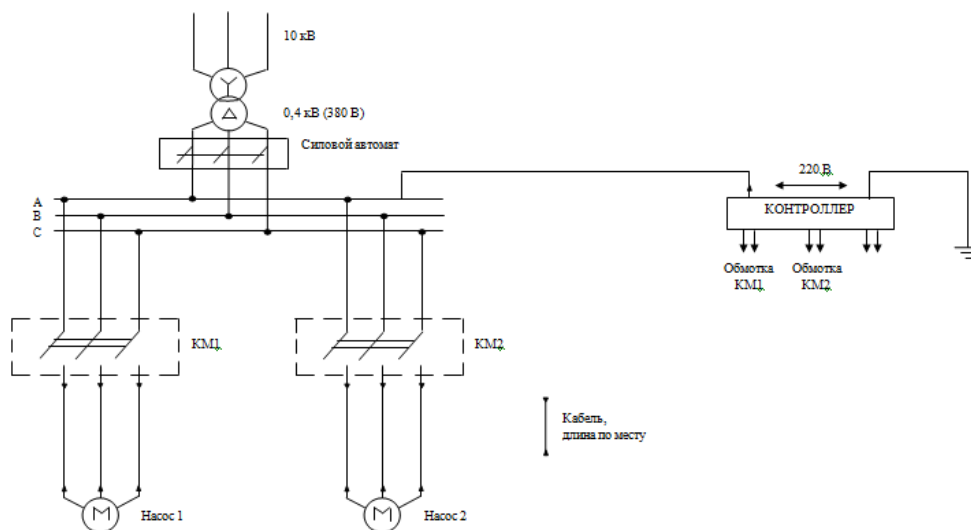 10 кВ
0,4 кВ (380 В)
Силовой автомат
220 В
А
В
С
КОНТРОЛЛЕР
Обмотка
КМ1
Обмотка
КМ2
КМ1
КМ2
Кабель,
длина по месту
М
Насос 1
М
Насос 2